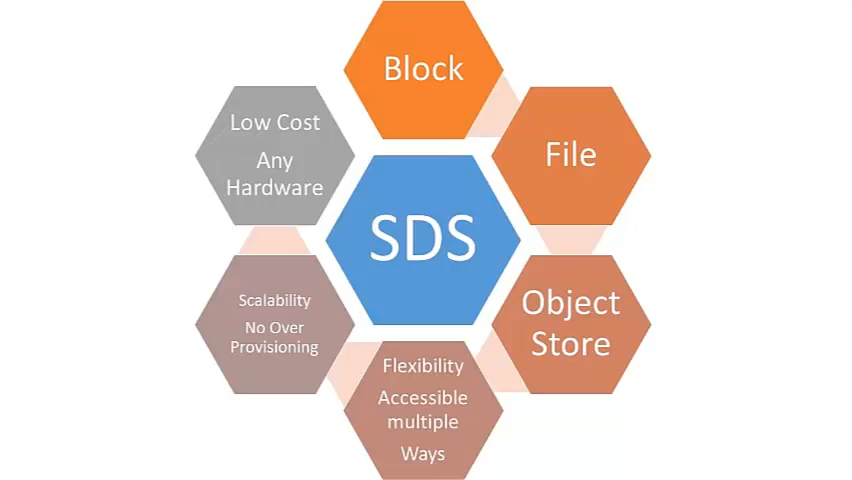 Block
File
Object
Store
Flexibility
Accessible
multiple
Ways
Scalability
No Over
Provisioning
Low Cost
Any
Hardware
SDS